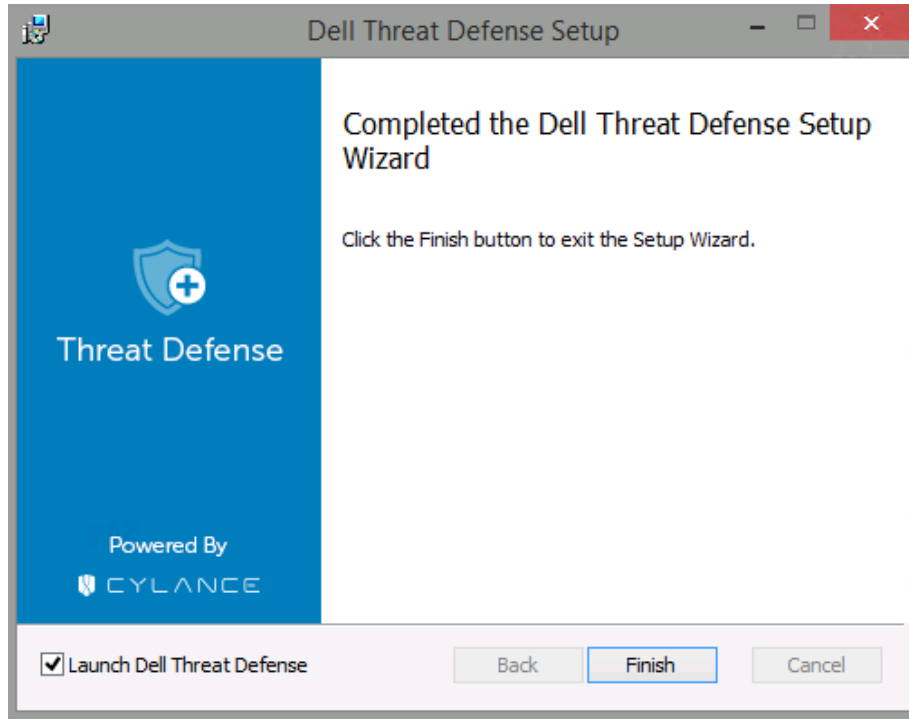 Dell Threat Defense Setup
Completed the Dell Threat Defense Setup
Wizard
Click the Finish button to exit the Setup Wizard.
Threat Defense
Powered By
CYLANCE
Launch Dell Threat Defense
Back
Finish
Cancel